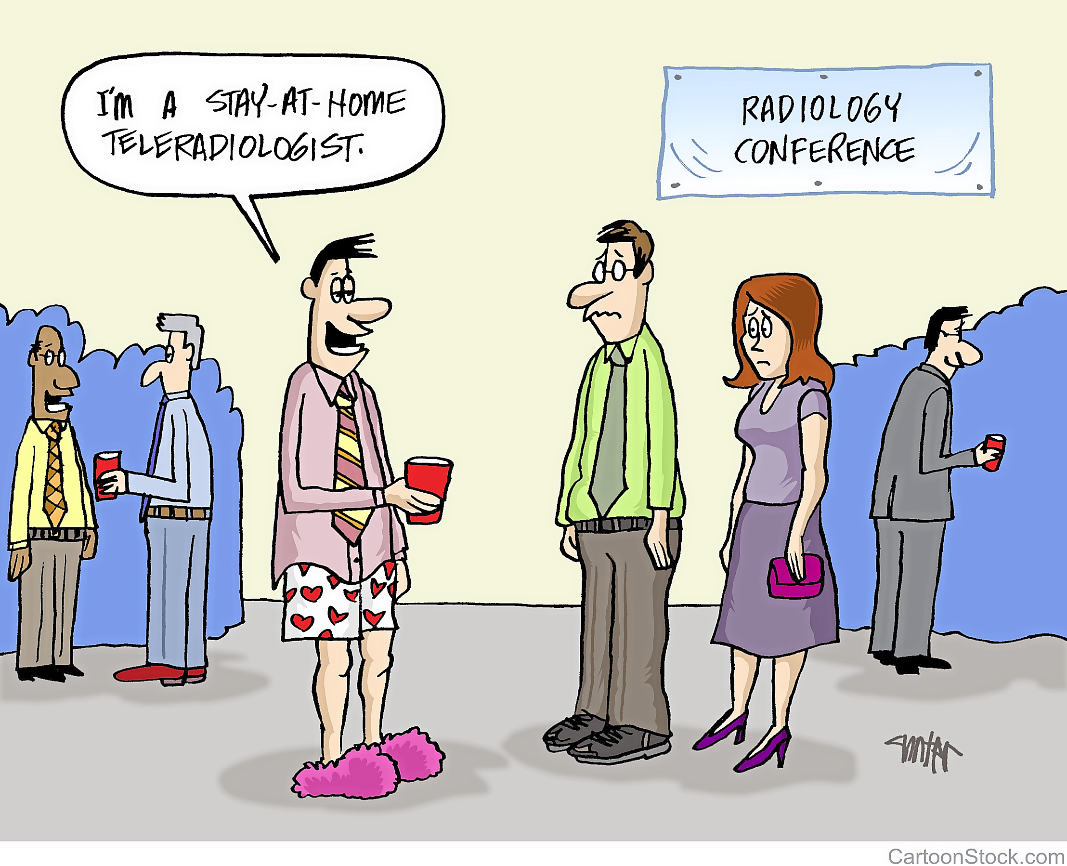 I'M A STAY-AT-HOME
TELERADIOLOGIST.
RADIOLOGY
CONFERENCE
CartoonStock.com